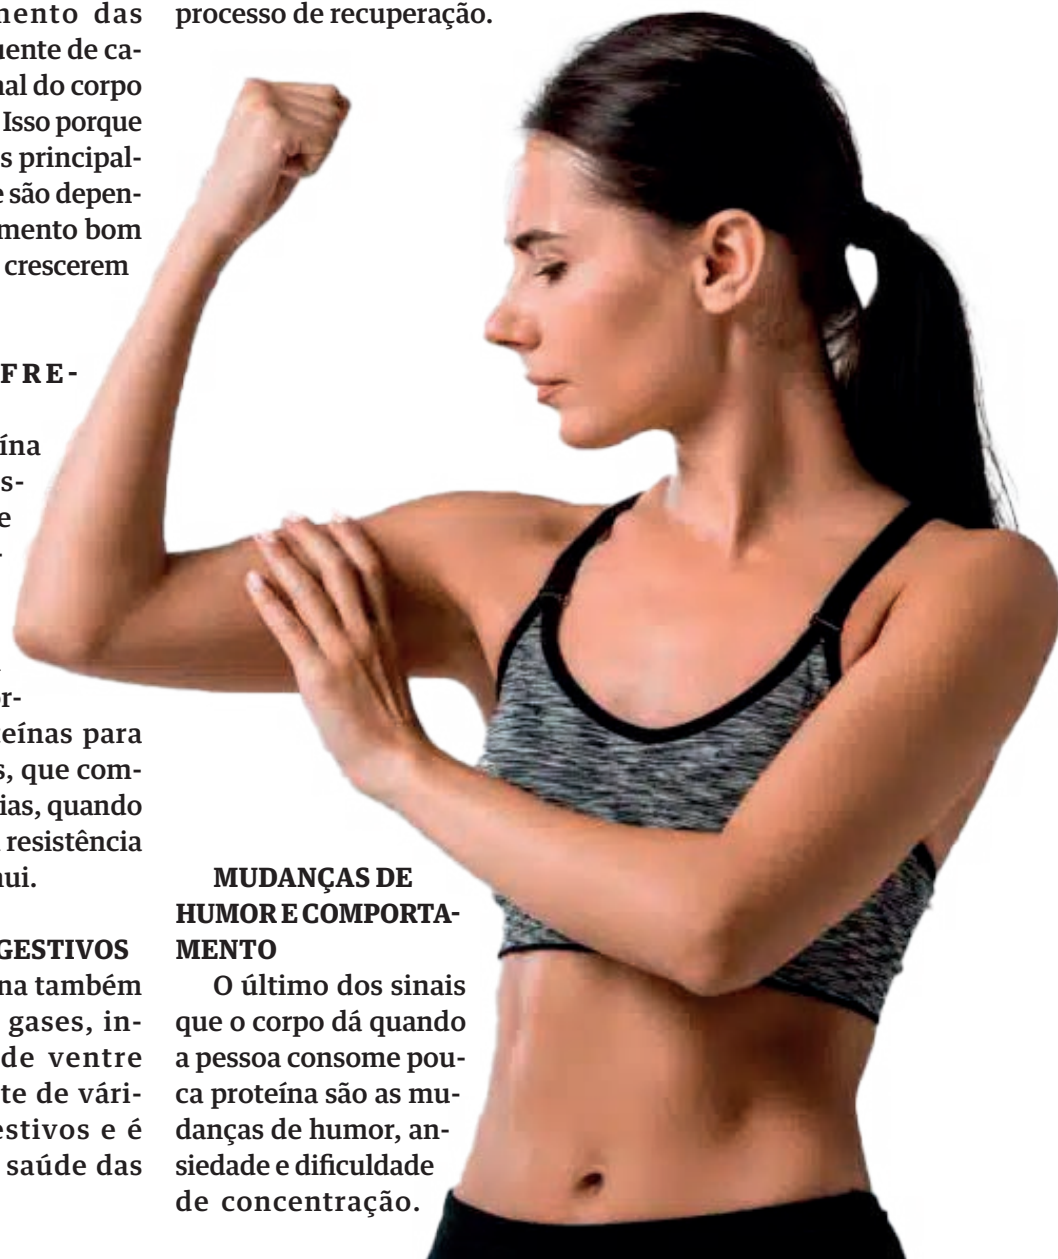 mento das
uente de ca-
nal do corpo
Isso porque
s principal-
e são depen-
mento bom
crescerem
FRE-
ína
s-
e
-
r-
teínas para
s, que com-
ias, quando
resistência
nui.
GESTIVOS
na também
gases, in-
de ventre
te de vári-
estivos e é
saúde das
processo de recuperação.
MUDANÇAS DE
HUMOR E COMPORTA-
MENTO
O último dos sinais
que o corpo dá quando
a pessoa consome pou-
ca proteína são as mu-
danças de humor, an-
siedade e dificuldade
de concentração.